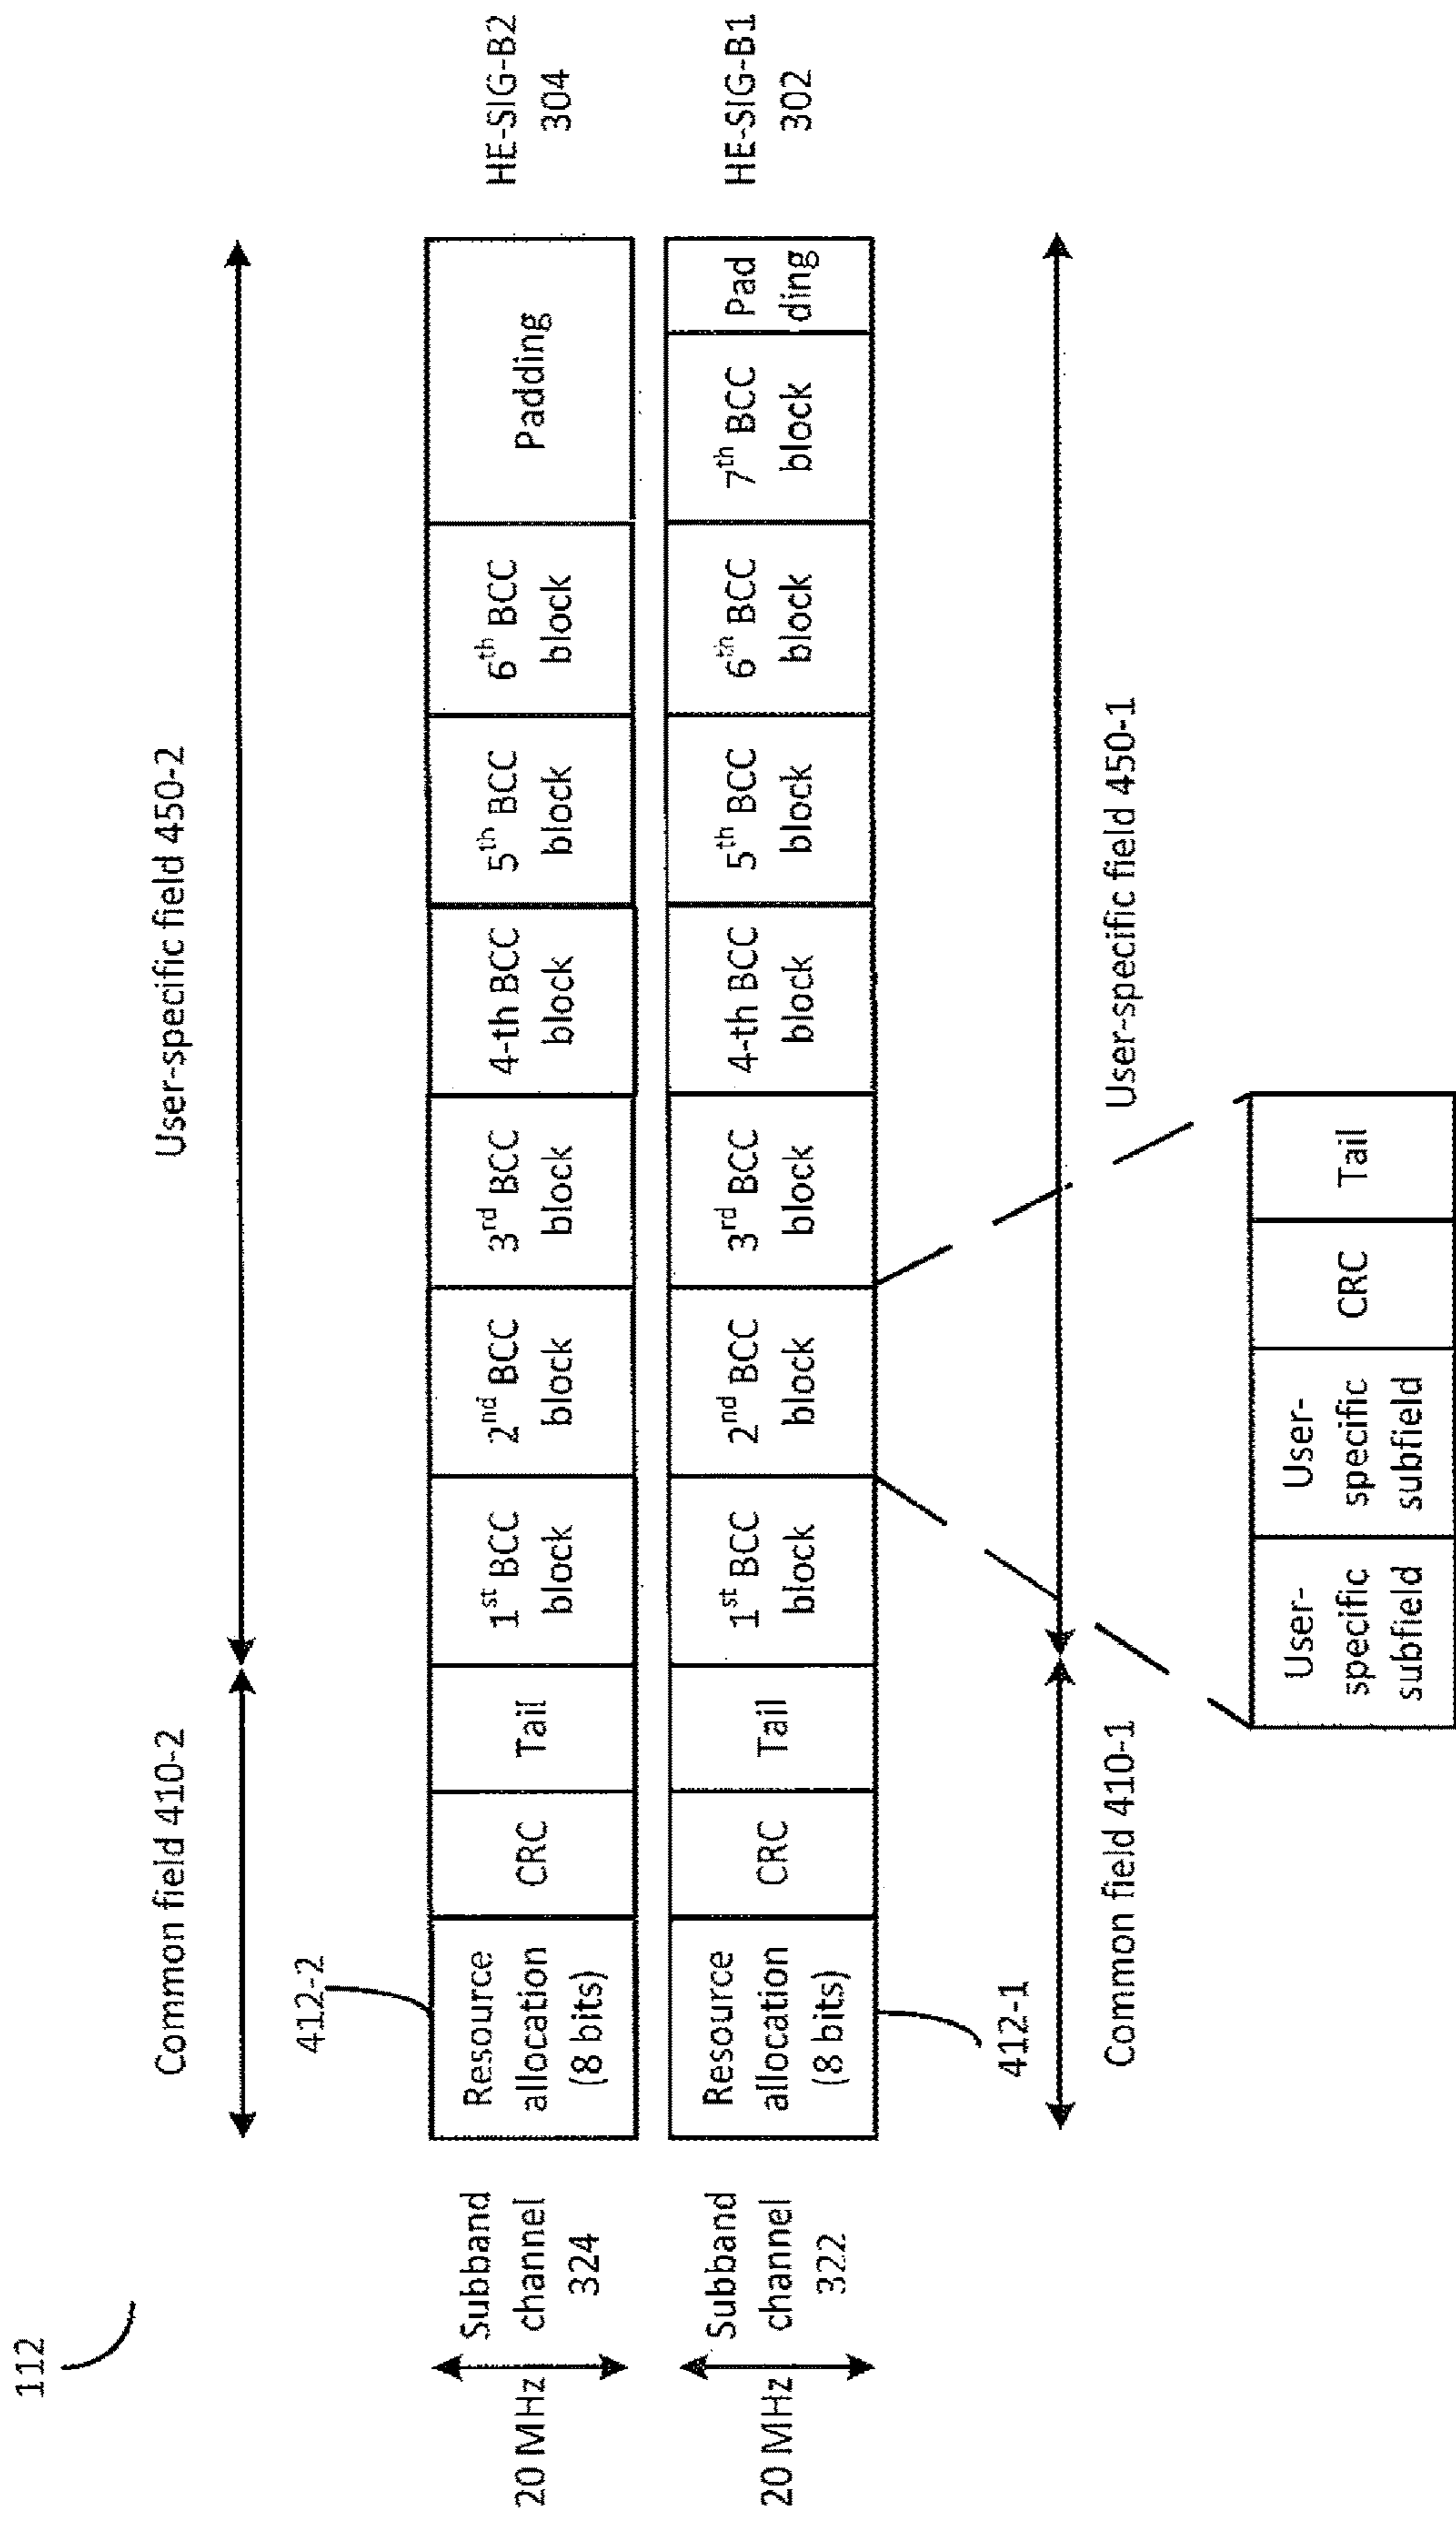 112
User-specific field 450-2
Common field 410-2
412-2
20 MHz
Subband
channel
324
Resource
allocation
(8 bits)
CRC
Tail
1st BCC
block
2nd BCC
block
3rd BCC
block
4-th BCC
block
5th BCC
block
6th BCC
block
Padding
HE-SIG-B2
304
20 MHz
Subband
channel
322
Resource
allocation
(8 bits)
CRC
Tail
1st BCC
block
2nd BCC
block
3rd BCC
block
4-th BCC
block
5th BCC
block
6th BCC
block
7th BCC
block
Pad
ding
HE-SIG-B1
302
412-1
Common field 410-1
User-specific field 450-1
User-
specific
subfield
User-
specific
subfield
CRC
Tail